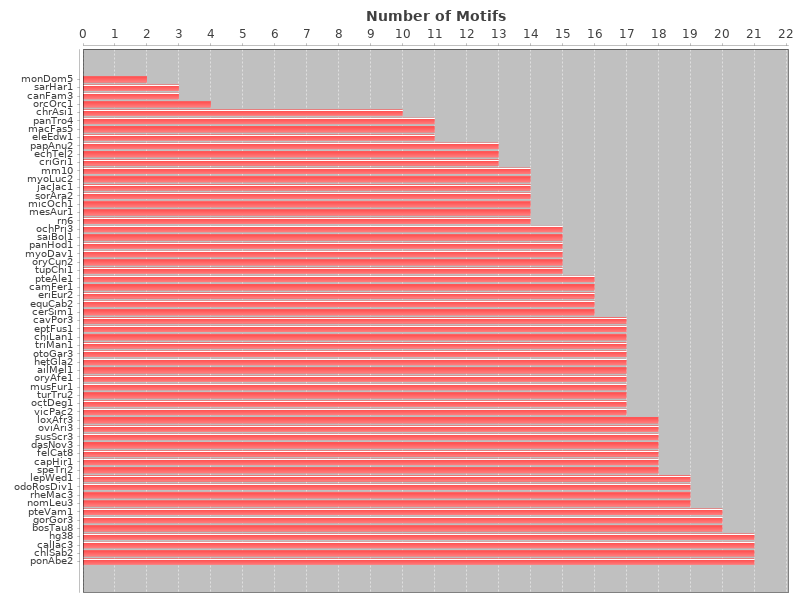 Number of Motifs
0 1 2 3 4 5 6 7 8 9 10 11 12 13 14 15 16 17 18 19 20 21 22
monDom5
sarHar1
canFam3
orcOrc1
chrAsi1
panTro4
macFas5
eleEdw1
papAnu2
echTel2
criGri1
mm10
myoLuc2
jacJac1
sorAra2
micOch1
mesAur1
rn6
ochPri3
saiBol1
panHod1
myoDav1
oryCun2
tupChi1
pteAle1
camFer1
eriEur2
equCab2
cerSim1
cavPor3
eptFus1
chiLan1
triMan1
otoGar3
hetGla2
ailMel1
oryAfe1
musFur1
turTru2
octDeg1
vicPac2
loxAfr3
oviAri3
susScr3
dasNov3
felCat8
capHir1
speTri2
lepWed1
odoRosDiv1
rheMac3
nomLeu3
pteVam1
gorGor3
bosTau8
hg38
calJac3
chlSab2
ponAbe2